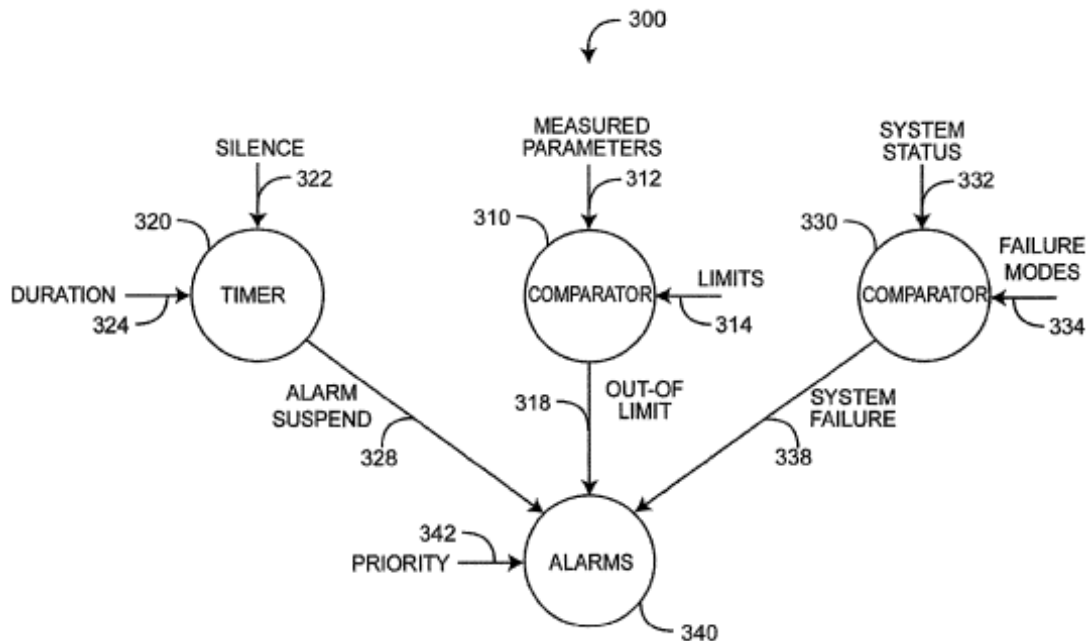 300
MEASURED
PARAMETERS
SYSTEM
STATUS
SILENCE
322
312
332
320
310
330
FAILURE
MODES
DURATION
TIMER
COMPARATOR
LIMITS
COMPARATOR
324
314
334
ALARM
SUSPEND
OUT-OF
LIMIT
SYSTEM
FAILURE
318
328
338
342
PRIORITY
ALARMS
340